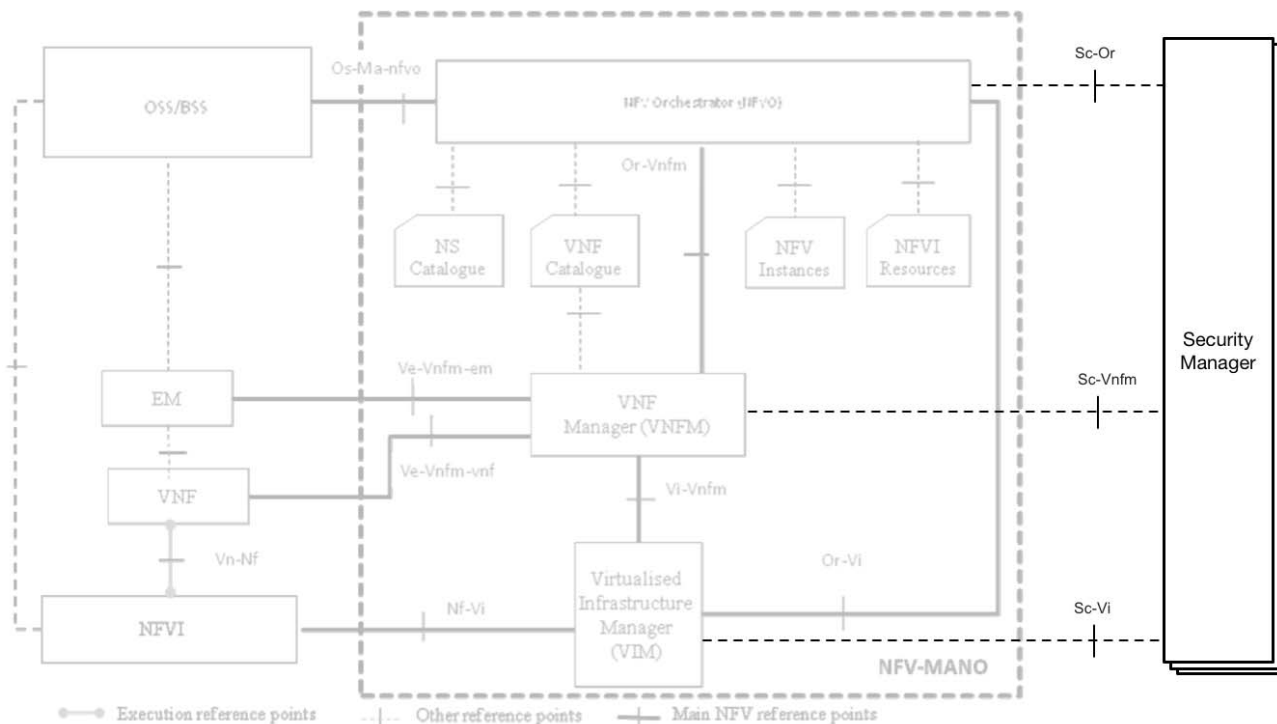 Os-Ma-nfvo
Sc-Or
OSS/BSS
NFV Orchestrator (NFVO)
Or-Vnfm
NS
Catalogue
VNF
Catalogue
NFV
Instances
NFVI
Resources
Security
Manager
Ve-Vnfm-em
Sc-Vnfm
EM
VNF
Manager (VNFM)
Ve-Vnfm-vnf
VNF
Vi-Vnfm
Vn-Nf
Or-Vi
Virtualised
Infrastructure
Manager
(VIM)
Nf-Vi
Sc-Vi
NFVI
NFV-MANO
Execution reference points
Other reference points
Main NFV reference points